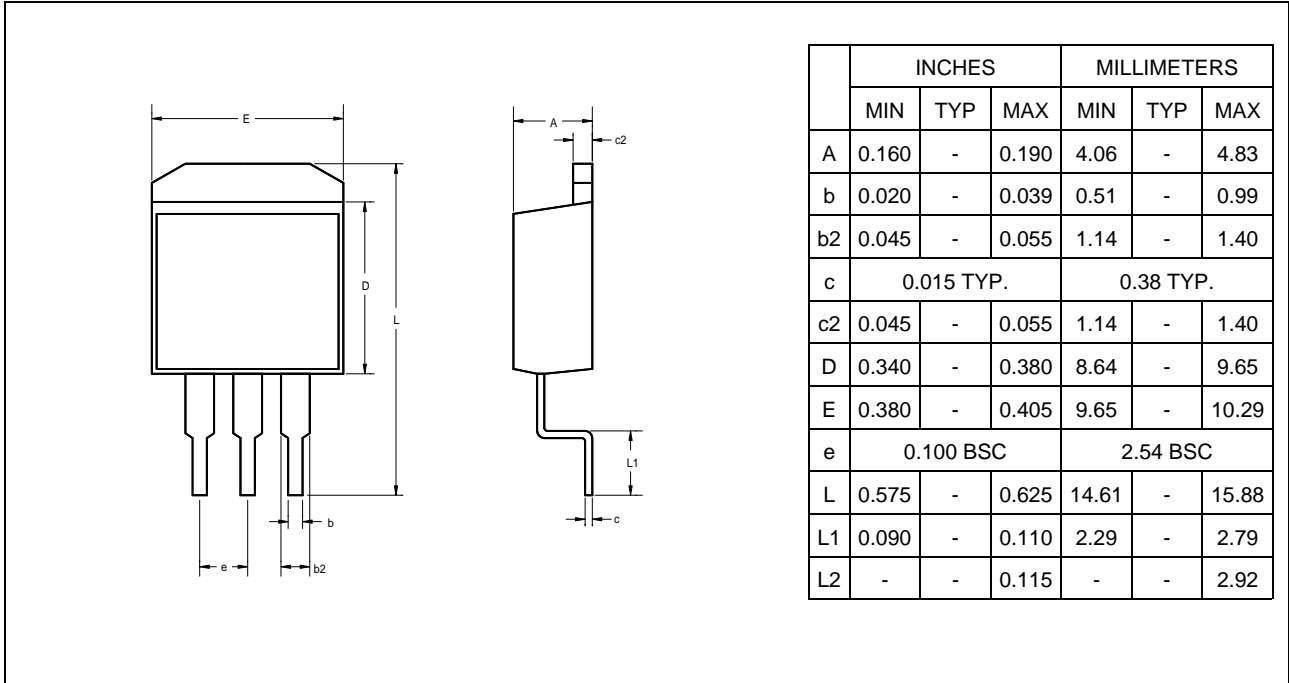 E
D
L
e
b
b2
A
c2
L1
c
INCHES MILLIMETERS
MIN TYP MAX MIN TYP MAX
A 0.160 - 0.190 4.06 - 4.83
b 0.020 - 0.039 0.51 - 0.99
b2 0.045 - 0.055 1.14 - 1.40
c 0.015 TYP. 0.38 TYP.
c2 0.045 - 0.055 1.14 - 1.40
D 0.340 - 0.380 8.64 - 9.65
E 0.380 - 0.405 9.65 - 10.29
e 0.100 BSC 2.54 BSC
L 0.575 - 0.625 14.61 - 15.88
L1 0.090 - 0.110 2.29 - 2.79
L2 - - 0.115 - - 2.92